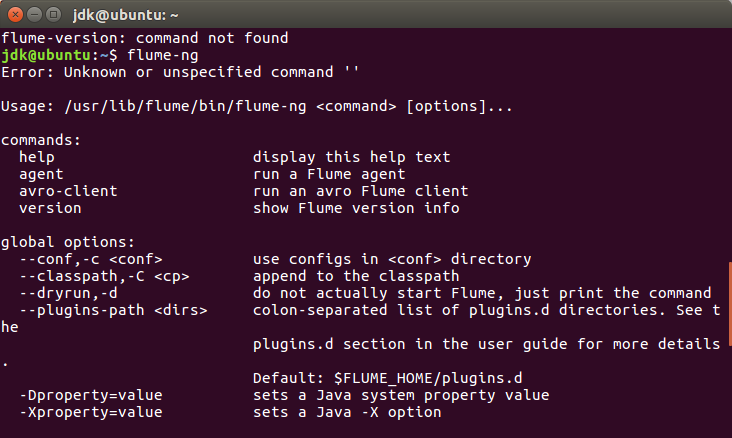 jdk@ubuntu: ~
flume-version: command not found
jdk@ubuntu:~$ flume-ng
Error: Unknown or unspecified command ''
Usage: /usr/lib/flume/bin/flume-ng <command> [options]...
commands:
  help                      display this help text
  agent                     run a Flume agent
  avro-client               run an avro Flume client
  version                   show Flume version info
global options:
  --conf,-c <conf>          use configs in <conf> directory
  --classpath,-C <cp>       append to the classpath
  --dryrun,-d               do not actually start Flume, just print the command
  --plugins-path <dirs>     colon-separated list of plugins.d directories. See t
he
                            plugins.d section in the user guide for more details
.
                            Default: $FLUME_HOME/plugins.d
  -Dproperty=value          sets a Java system property value
  -Xproperty=value          sets a Java -X option